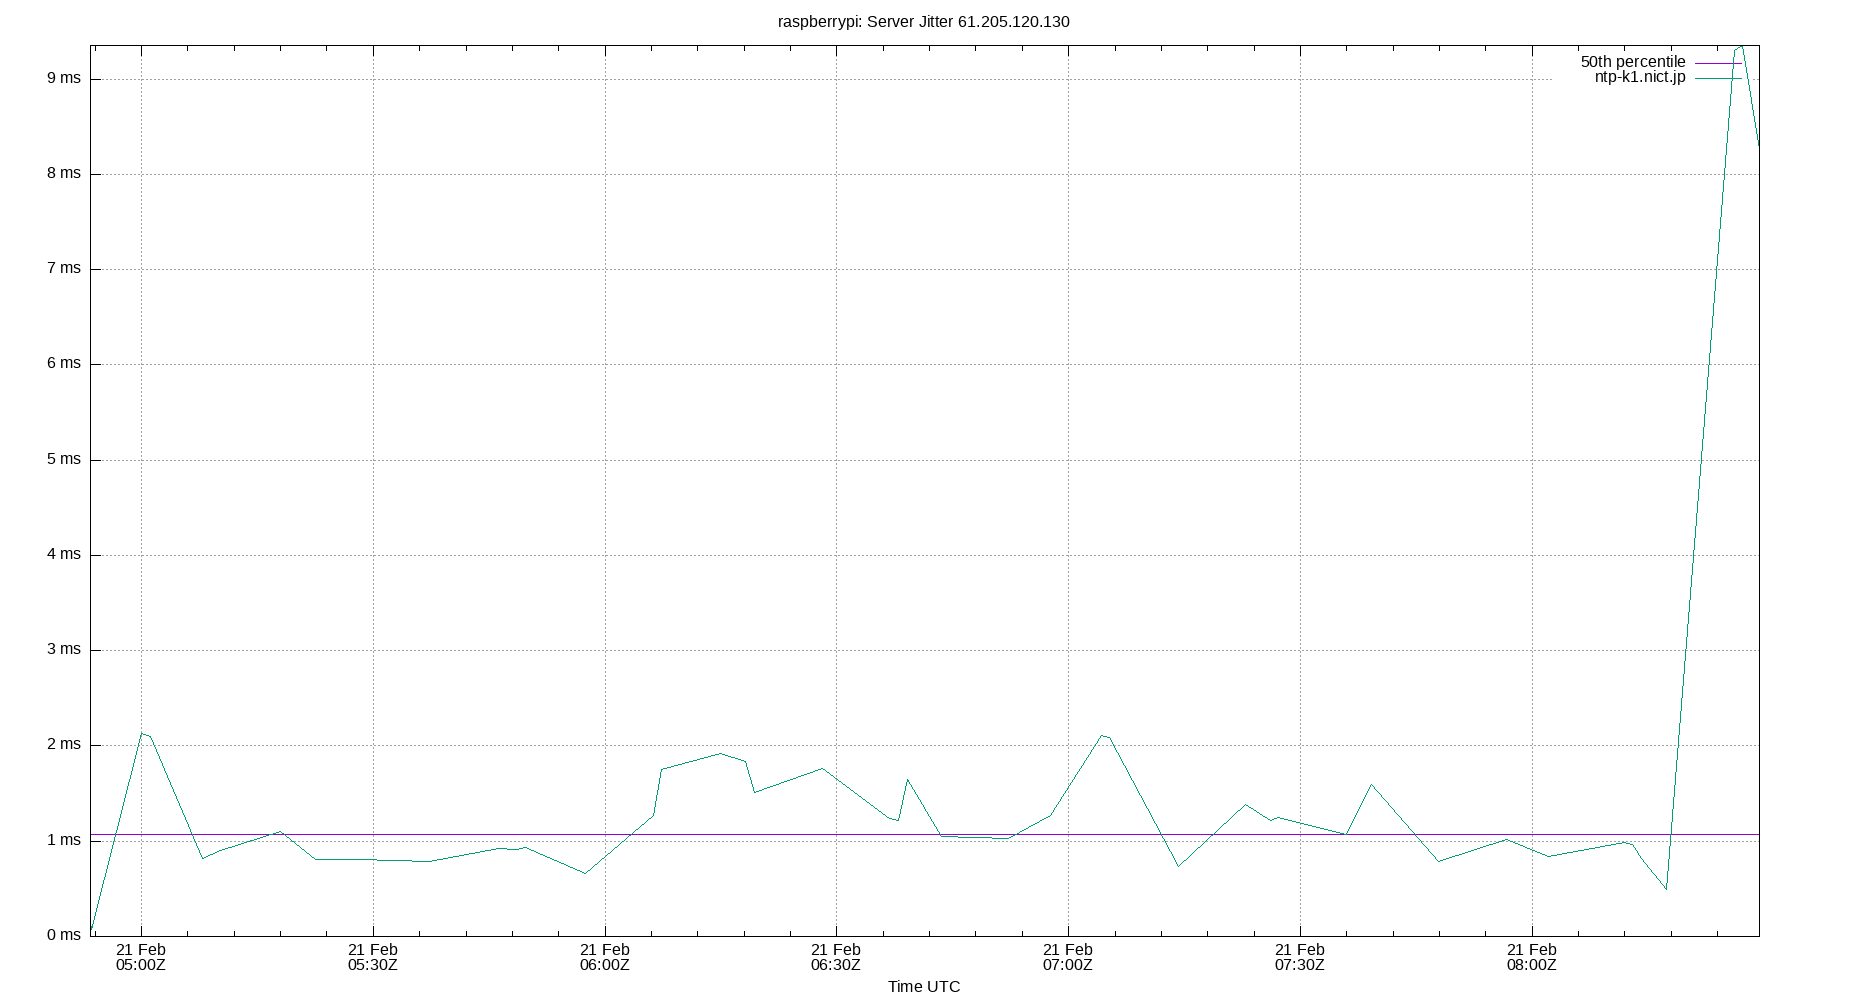 raspberrypi: Server Jitter 61.205.120.130
50th percentile
ntp-k1.nict.jp
9 ms
8 ms
7 ms
6 ms
5 ms
4 ms
3 ms
2 ms
1 ms
0 ms
21 Feb 21 Feb 21 Feb 21 Feb 21 Feb 21 Feb 21 Feb
05:00Z 05:30Z 06:00Z 06:30Z 07:00Z 07:30Z 08:00Z
Time UTC